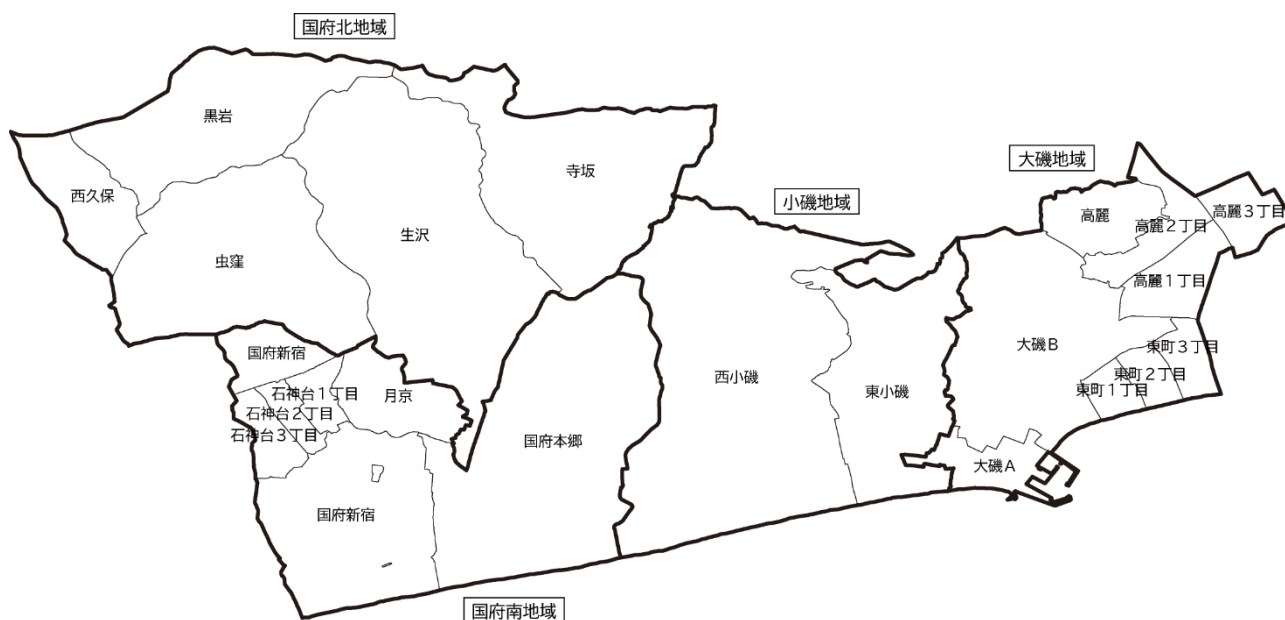 国府北地域
黒岩
西久保
寺坂
生沢
虫窪
大磯地域
小磯地域
高麗
高麗3丁目
高麗2丁目
高麗1丁目
国府新宿
大磯B
東町3丁目
東町2丁目
東町1丁目
西小磯
東小磯
石神台1丁目
月京
石神台2丁目
石神台3丁目
国府本郷
大磯A
国府新宿
国府南地域